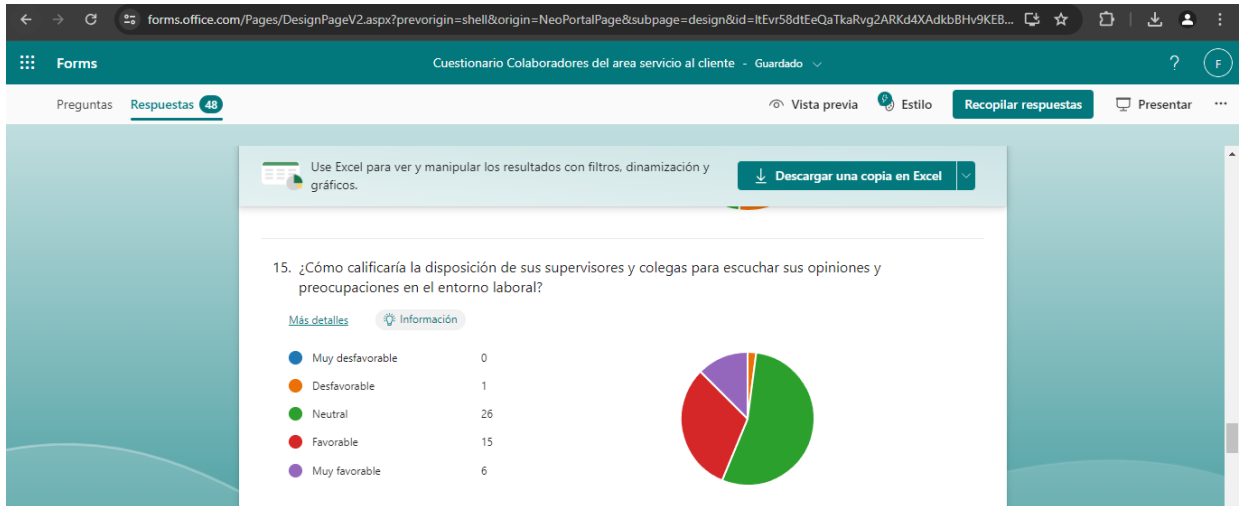 forms.office.com/Pages/DesignPageV2.aspx?prevorigin=shell&origin=NeoPortalPage&subpage=design&id=ltEvr58dtEeQaTkaRvg2ARKd4XAdkbBHv9KEB...
Forms
Cuestionario Colaboradores del area servicio al cliente - Guardado
?
F
Preguntas
Respuestas 48
Vista previa
Estilo
Recopilar respuestas
Presentar
...
Use Excel para ver y manipular los resultados con filtros, dinamización y
gráficos.
Descargar una copia en Excel
15. ¿Cómo calificaría la disposición de sus supervisores y colegas para escuchar sus opiniones y
preocupaciones en el entorno laboral?
Más detalles
Información
Muy desfavorable 0
Desfavorable 1
Neutral 26
Favorable 15
Muy favorable 6